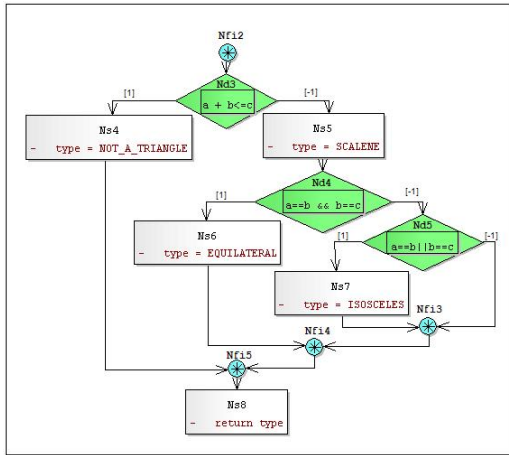 Nfi2
Nd3
[1]
[-1]
a + b<=c
Ns4
- type = NOT_A_TRIANGLE
Ns5
- type = SCALENE
Nd4
[1]
[-1]
a==b && b==c
Nd5
[1]
[-1]
a==b||b==c
Ns6
- type = EQUILATERAL
Ns7
- type = ISOSCELES
Nfi3
Nfi4
Nfi5
Ns8
- return type